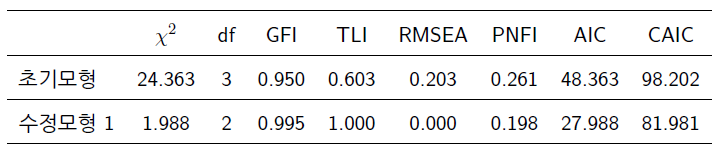 χ² df GFI TLI RMSEA PNFI AIC CAIC
초기모형 24.363 3 0.950 0.603 0.203 0.261 48.363 98.202
수정모형 1 1.988 2 0.995 1.000 0.000 0.198 27.988 81.981